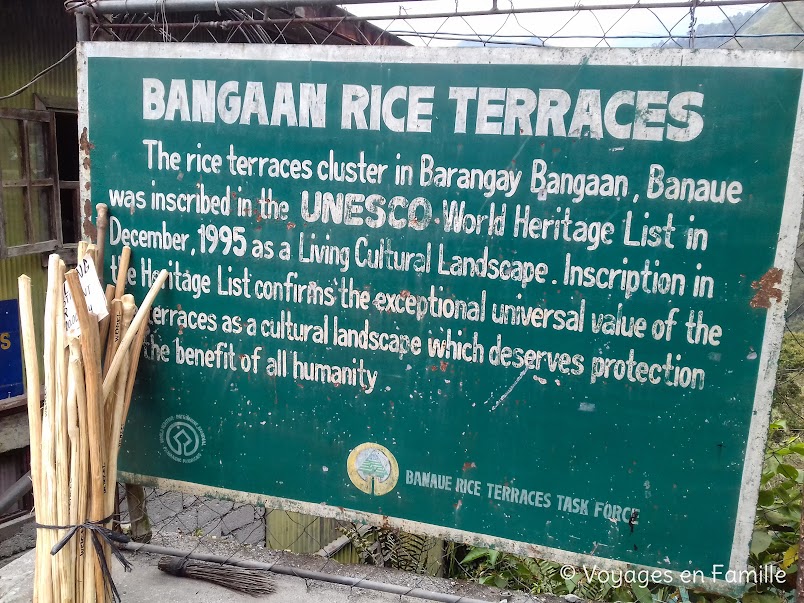 BANGAAN RICE TERRACES
The rice terraces cluster in Barangay Bangaan, Banaue
was inscribed in the UNESCO World Heritage List in
December, 1995 as a Living Cultural Landscape. Inscription in
the Heritage List confirms the exceptional universal value of the
terraces as a cultural landscape which deserves protection
the benefit of all humanity
BANAUE RICE TERRACES TASK FORCE
© Voyages en Famille